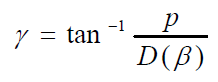 γ = tan ⁻¹ p / D(β)